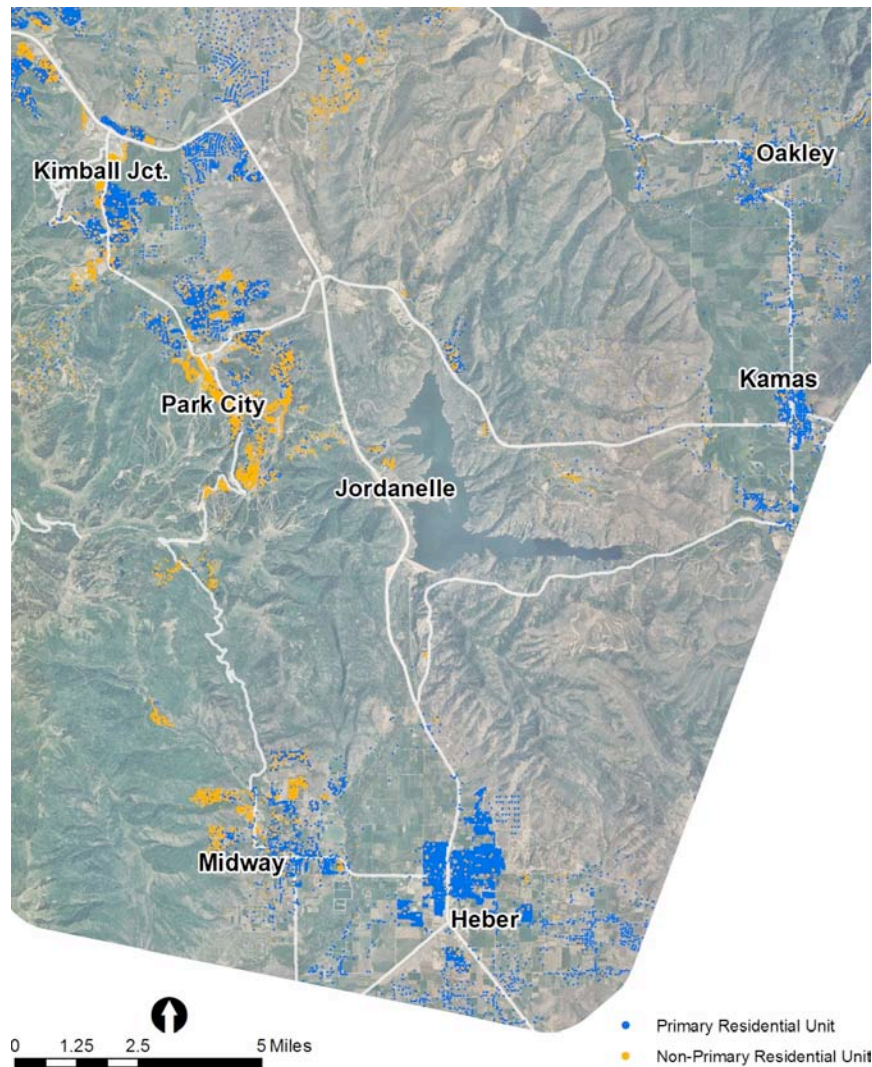 Kimball Jct.
Oakley
Kamas
Park City
Jordanelle
Midway
Heber
0 1.25 2.5 5 Miles
Primary Residential Unit
Non-Primary Residential Unit